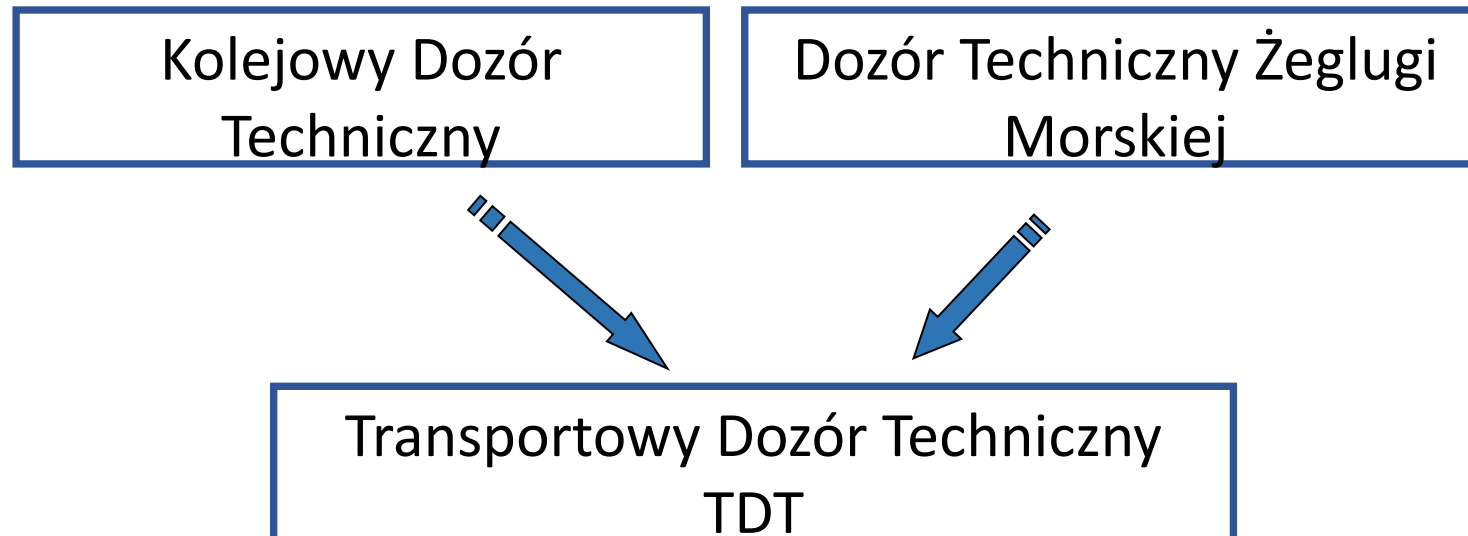 Kolejowy Dozór
Techniczny
Dozór Techniczny Żeglugi
Morskiej
Transportowy Dozór Techniczny
TDT